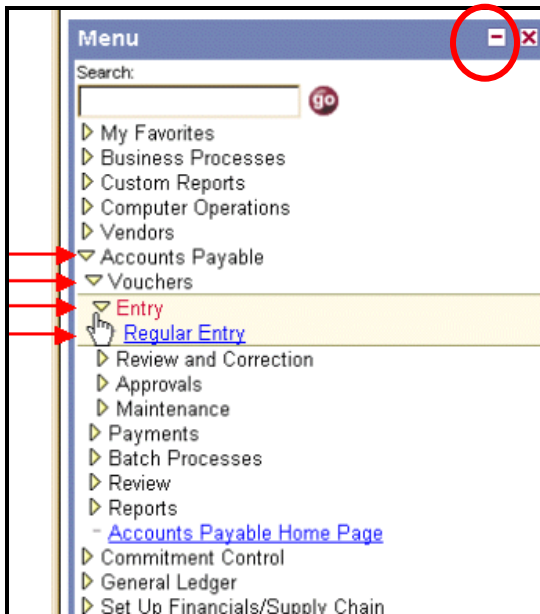 Menu
Search:
go
My Favorites
Business Processes
Custom Reports
Computer Operations
Vendors
Accounts Payable
Vouchers
Entry
Regular Entry
Review and Correction
Approvals
Maintenance
Payments
Batch Processes
Review
Reports
Accounts Payable Home Page
Commitment Control
General Ledger
Set Up Financials/Supply Chain